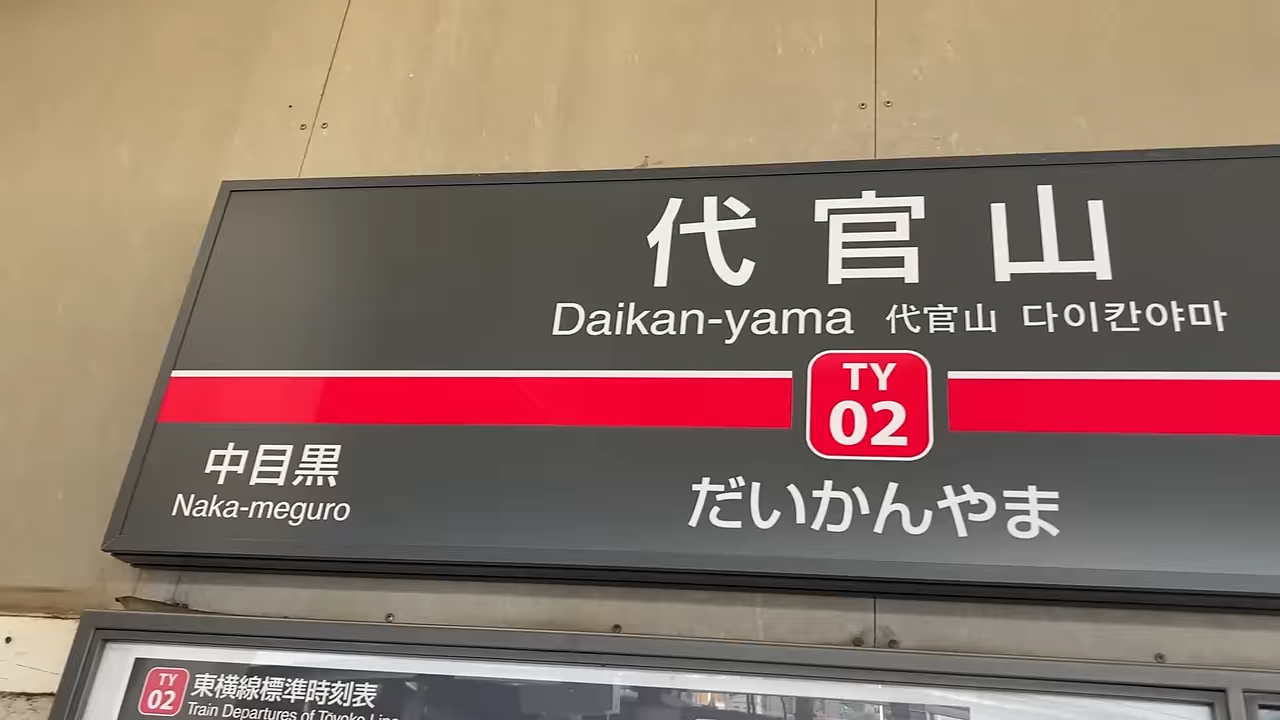 代官山
Daikan-yama 代官山 다이칸야마
TY
02
中目黒
Naka-meguro
だいかんやま
TY
02
東横線標準時刻表
Train Departures of Tōyoko Line